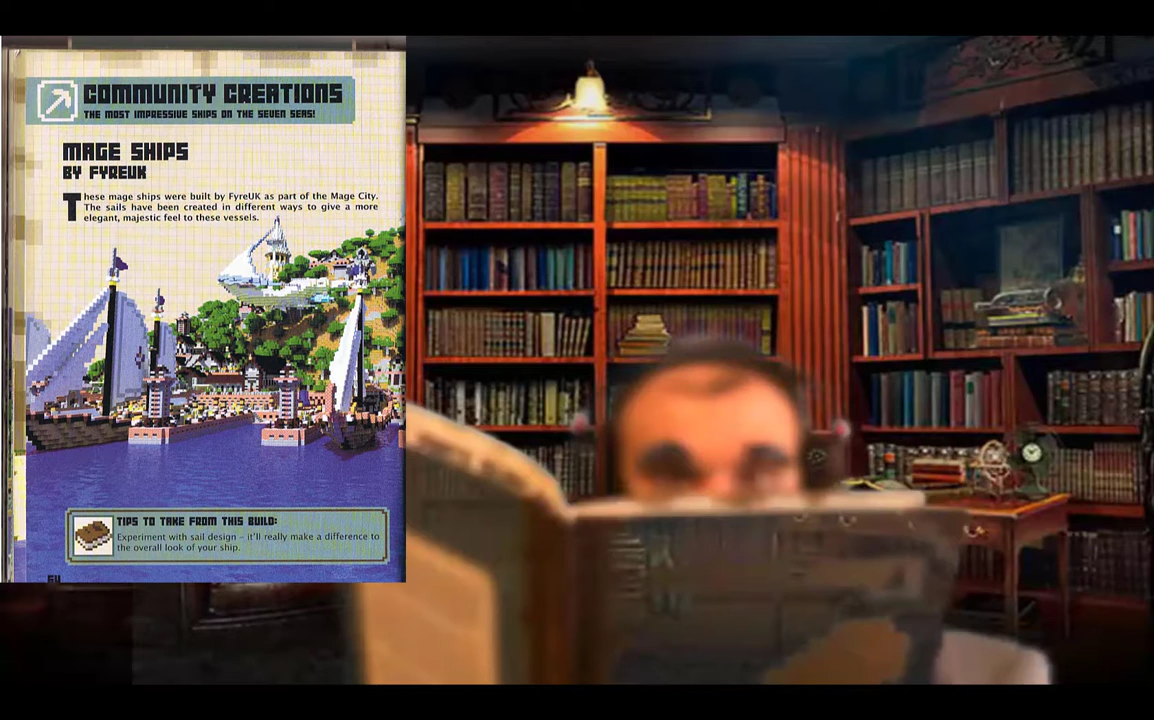 COMMUNITY CREATIONS
THE MOST IMPRESSIVE SHIPS ON THE SEVEN SEAS!
MAGE SHIPS
BY FYREUK
These mage ships were built by FyreUK as part of the Mage City.
The sails have been created in different ways to give a more
elegant, majestic feel to these vessels.
TIPS TO TAKE FROM THIS BUILD:
Experiment with sail design – it'll really make a difference to
the overall look of your ship.